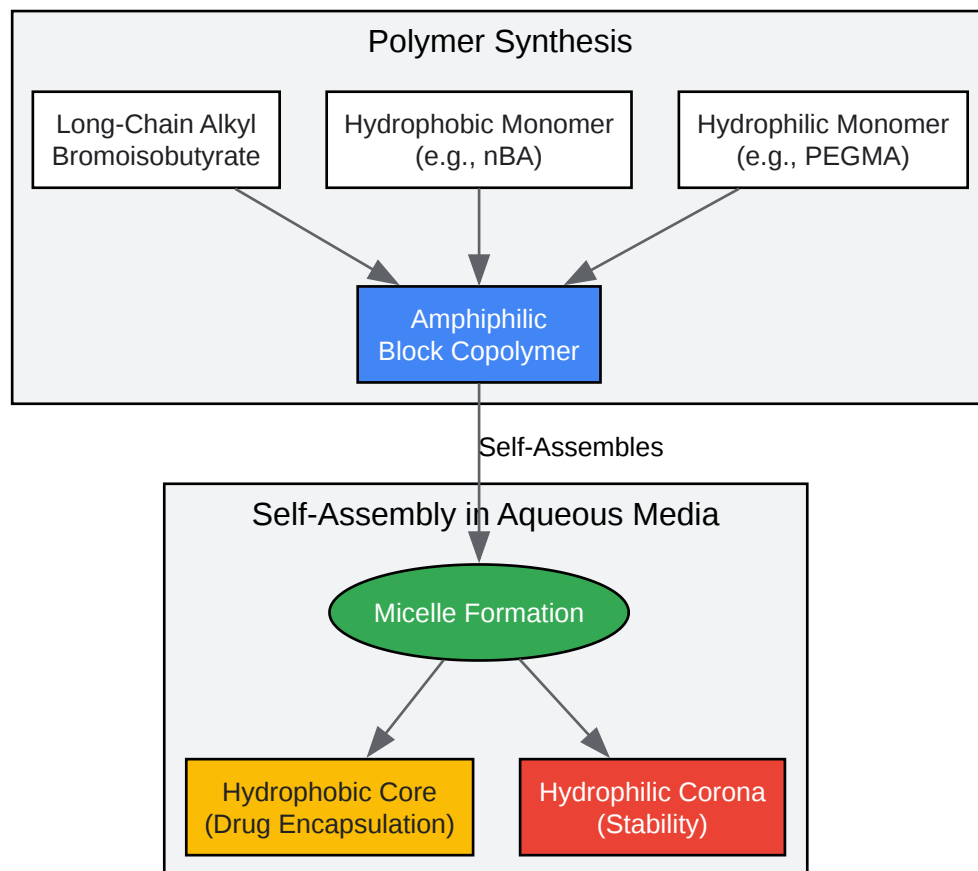 Polymer Synthesis
Long-Chain Alkyl
Bromoisobutyrate
Hydrophobic Monomer
(e.g., nBA)
Hydrophilic Monomer
(e.g., PEGMA)
Amphiphilic
Block Copolymer
Self-Assembles
Self-Assembly in Aqueous Media
Micelle Formation
Hydrophobic Core
(Drug Encapsulation)
Hydrophilic Corona
(Stability)